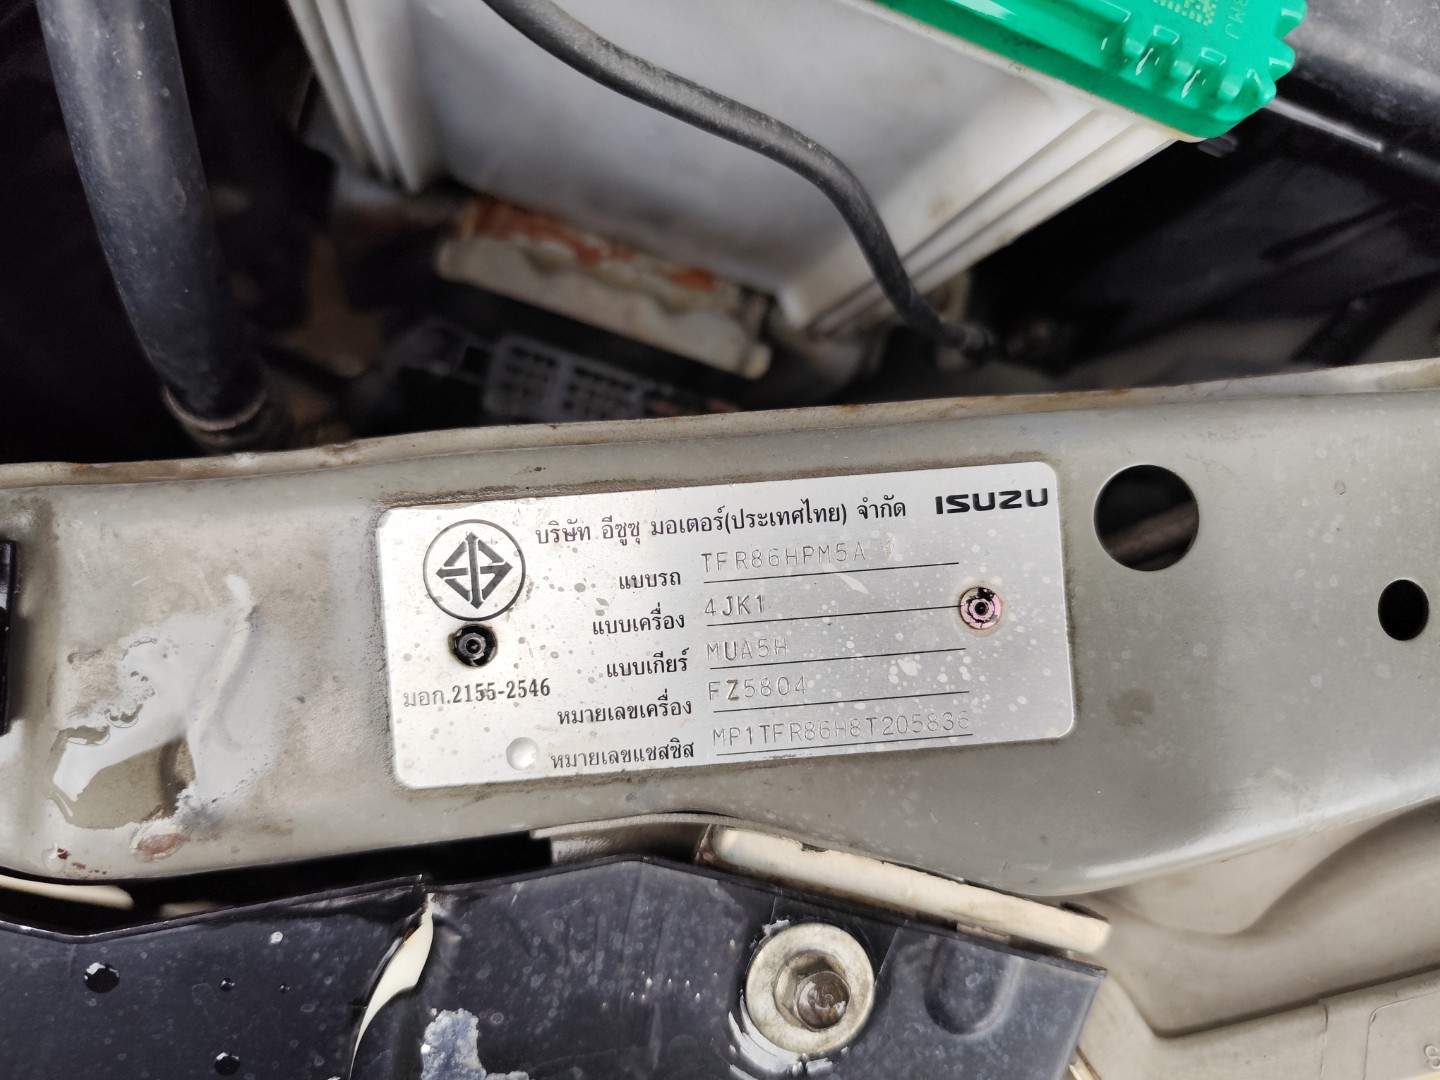 บริษัท อีซูซุ มอเตอร์(ประเทศไทย) จำกัด ISUZU
แบบรถ TFR86HPM5A
แบบเครื่อง 4JK1
แบบเกียร์ MUA5H
มอก.2155-2546
หมายเลขเครื่อง FZ5804
หมายเลขแชสซิส MP1TFR86H8T205836